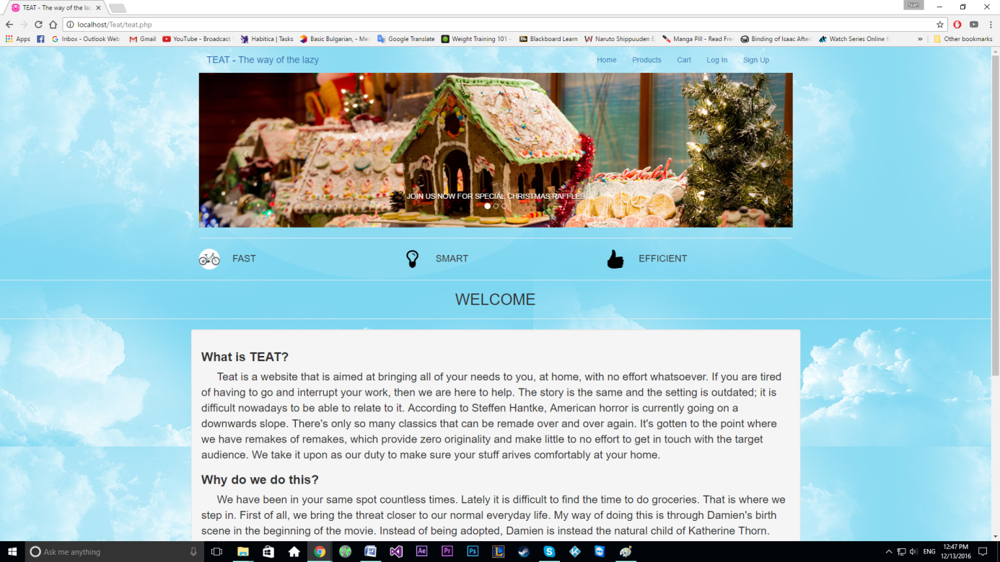 TEAT - The way of the laz
Nah
localhost/Teat/teat.php
Apps
Inbox - Outlook Web
Gmail
YouTube - Broadcast
Habitica | Tasks
Basic Bulgarian, - Mer
Google Translate
Weight Training 101 -
Blackboard Learn
Naruto Shippuuden E
Manga Pill - Read Fre
Binding of Isaac After
Watch Series Online f
»
Other bookmarks
TEAT - The way of the lazy
Home Products Cart Log In Sign Up
JOIN US NOW FOR SPECIAL CHRISTMAS RAFFLES
FAST
SMART
EFFICIENT
WELCOME
What is TEAT?
Teat is a website that is aimed at bringing all of your needs to you, at home, with no effort whatsoever. If you are tired
of having to go and interrupt your work, then we are here to help. The story is the same and the setting is outdated; it is
difficult nowadays to be able to relate to it. According to Steffen Hantke, American horror is currently going on a
downwards slope. There's only so many classics that can be remade over and over again. It's gotten to the point where
we have remakes of remakes, which provide zero originality and make little to no effort to get in touch with the target
audience. We take it upon as our duty to make sure your stuff arives comfortably at your home.
Why do we do this?
We have been in your same spot countless times. Lately it is difficult to find the time to do groceries. That is where we
step in. First of all, we bring the threat closer to our normal everyday life. My way of doing this is through Damien's birth
scene in the beginning of the movie. Instead of being adopted, Damien is instead the natural child of Katherine Thorn.
Ask me anything
Ae
Pr
Ps
L
S
ENG
12:47 PM
12/13/2016